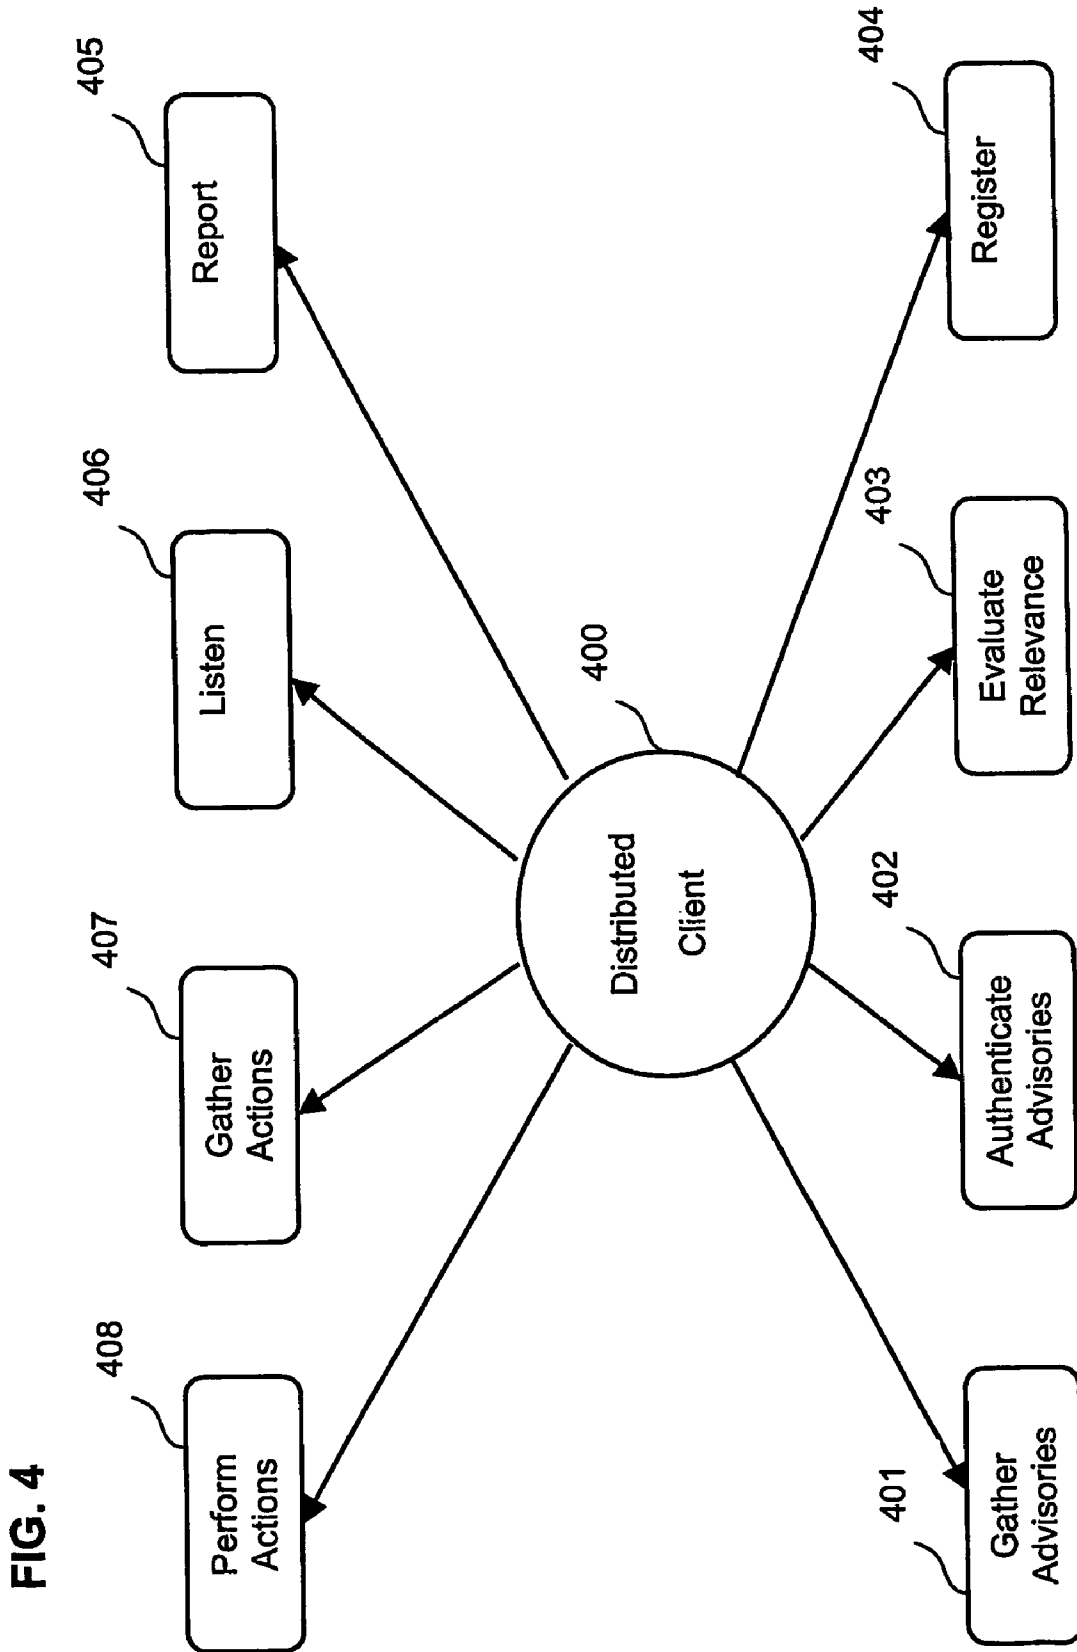 FIG. 4
408
407
406
405
Perform
Actions
Gather
Actions
Listen
Report
400
Distributed
Client
401
402
403
404
Gather
Advisories
Authenticate
Advisories
Evaluate
Relevance
Register